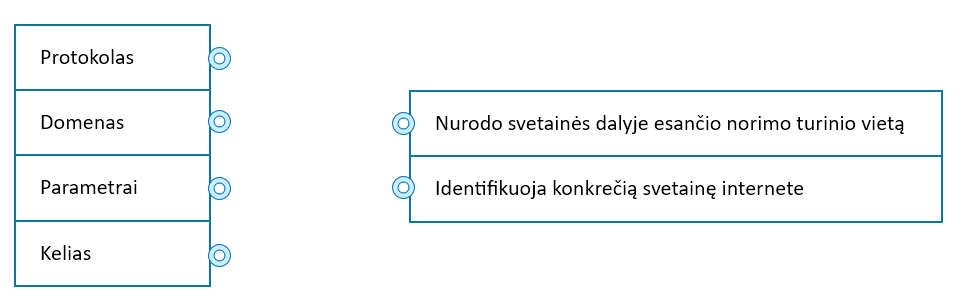 Protokolas
Domenas
Parametrai
Kelias
Nurodo svetainės dalyje esančio norimo turinio vietą
Identifikuoja konkrečią svetainę internete